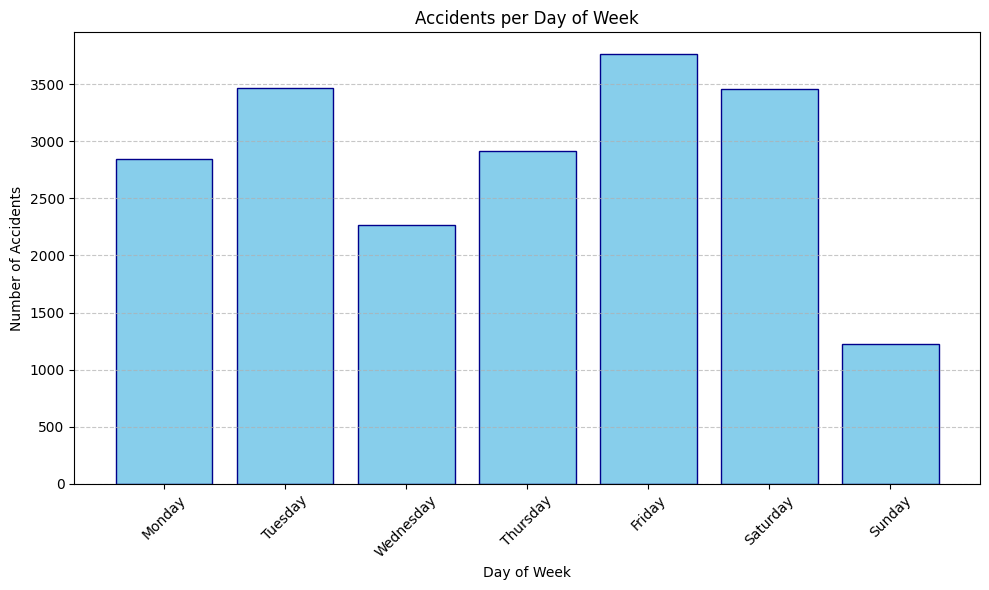 Accidents per Day of Week
Number of Accidents
3500
3000
2500
2000
1500
1000
500
0
Monday
Tuesday
Wednesday
Thursday
Friday
Saturday
Sunday
Day of Week